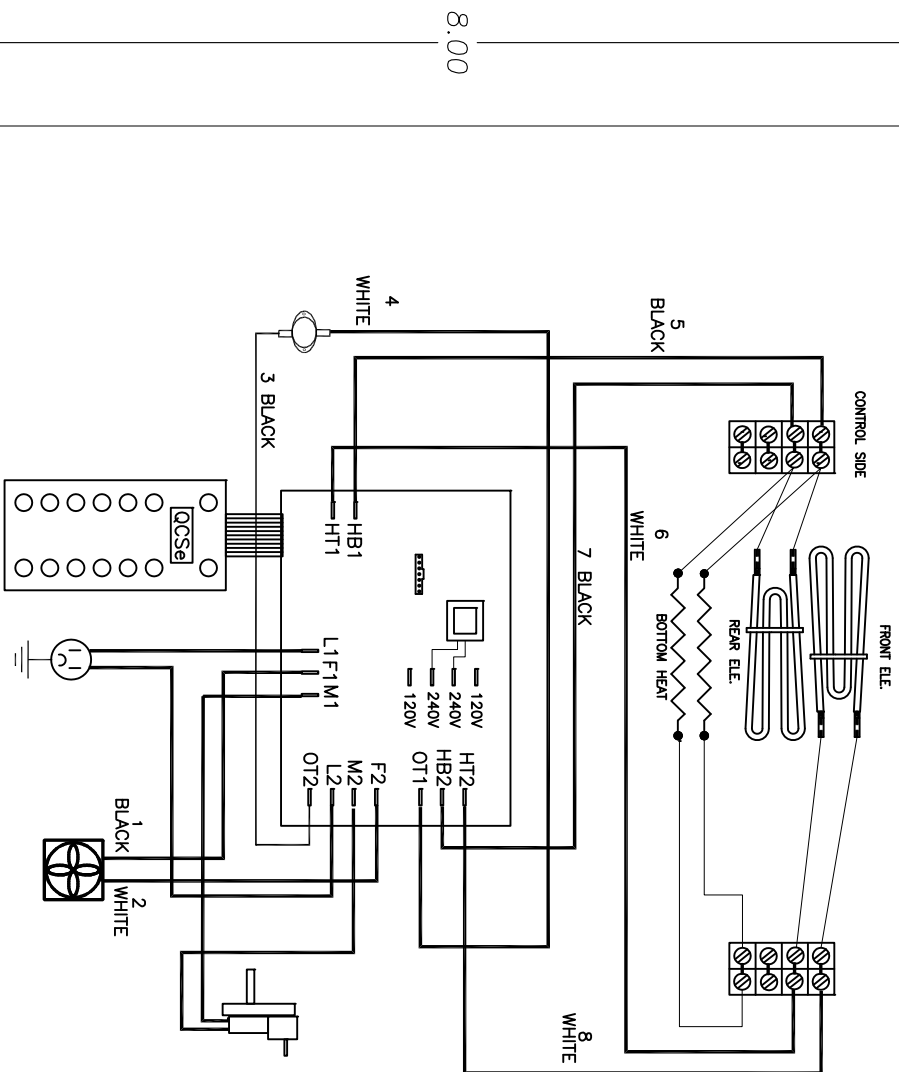 8.00
4
WHITE
5
BLACK
CONTROL SIDE
3 BLACK
6
WHITE
7 BLACK
QCSe
HT1
HB1
FRONT ELE.
REAR ELE.
BOTTOM HEAT
L1
F1
M1
120V
240V
240V
120V
OT2
L2
M2
F2
OT1
HB2
HT2
1
BLACK
2
WHITE
8
WHITE